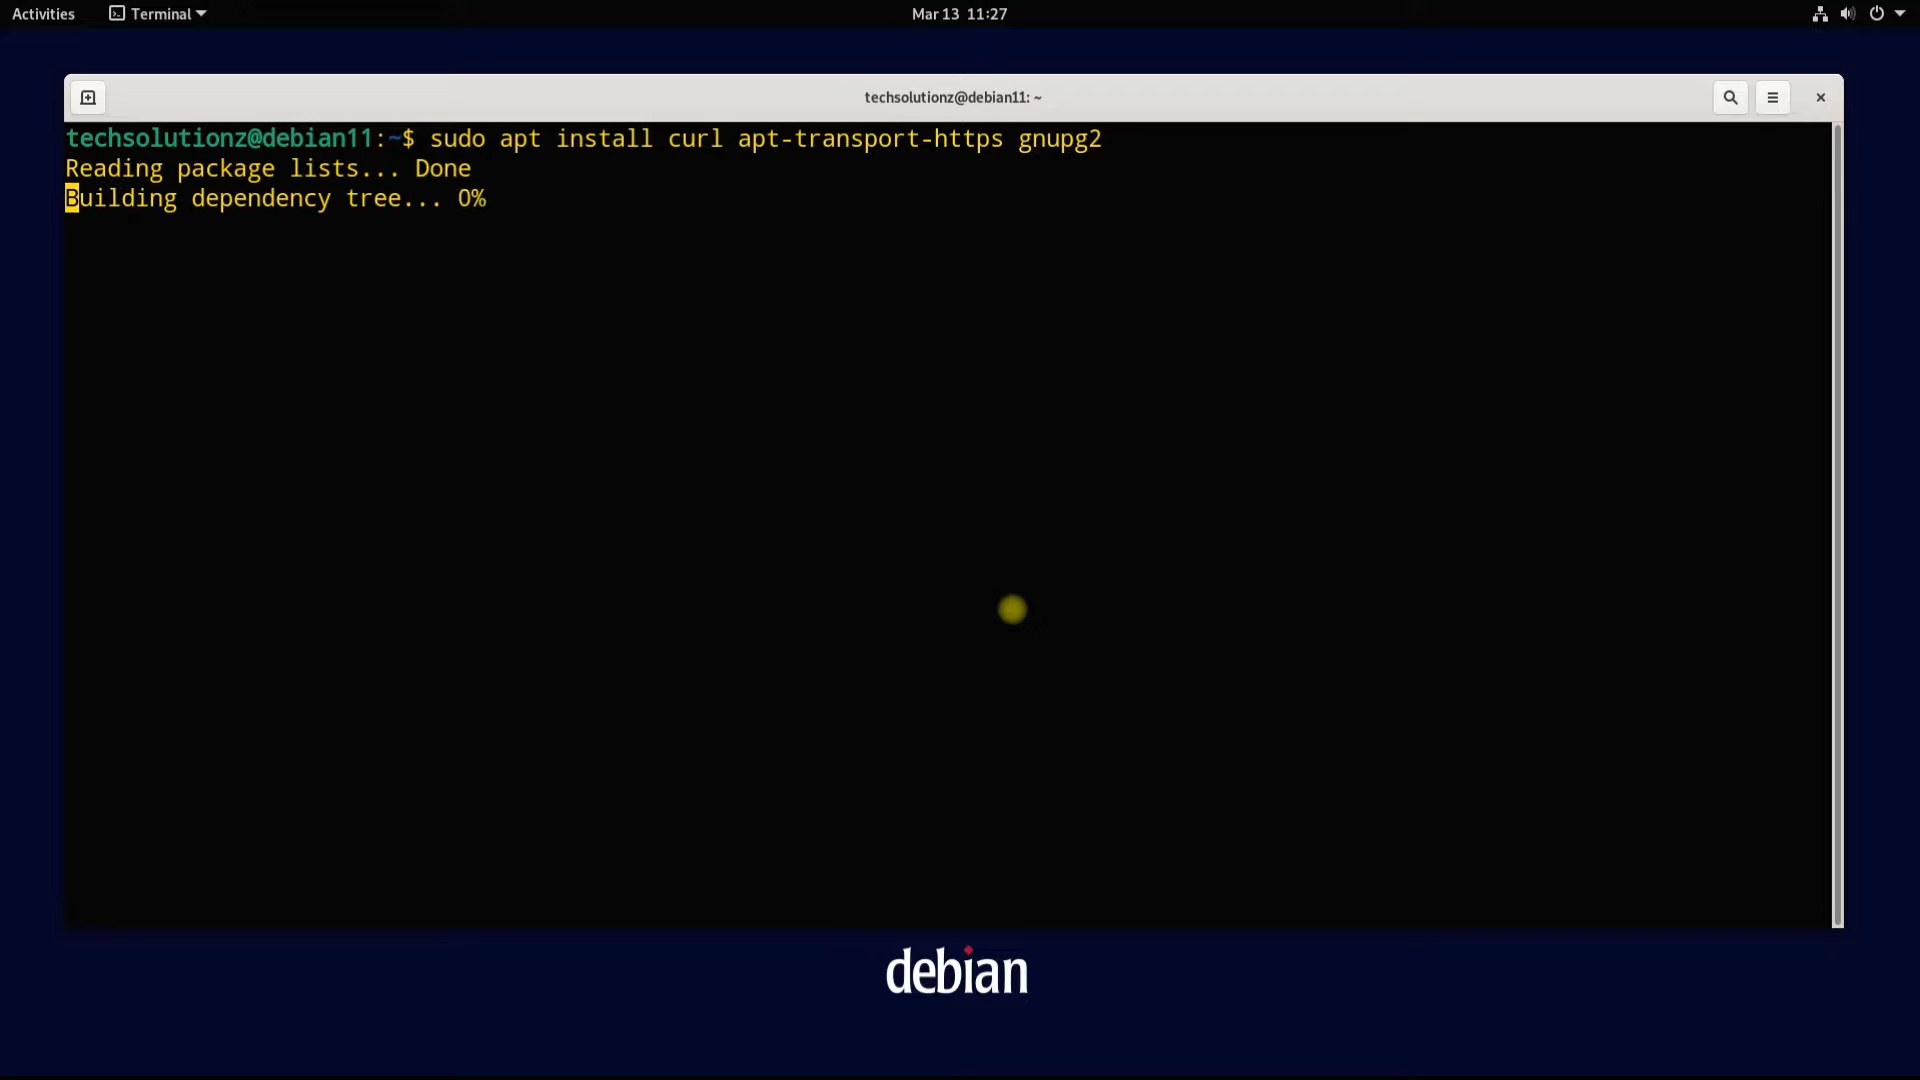 Activities
Terminal
Mar 13 11:27
techsolutionz@debian11: ~
techsolutionz@debian11:~$ sudo apt install curl apt-transport-https gnupg2
Reading package lists... Done
Building dependency tree... 0%
debian